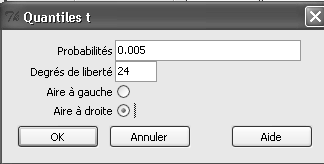 Quantiles t
Probabilités 0.005
Degrés de liberté 24
Aire à gauche
Aire à droite
OK Annuler Aide